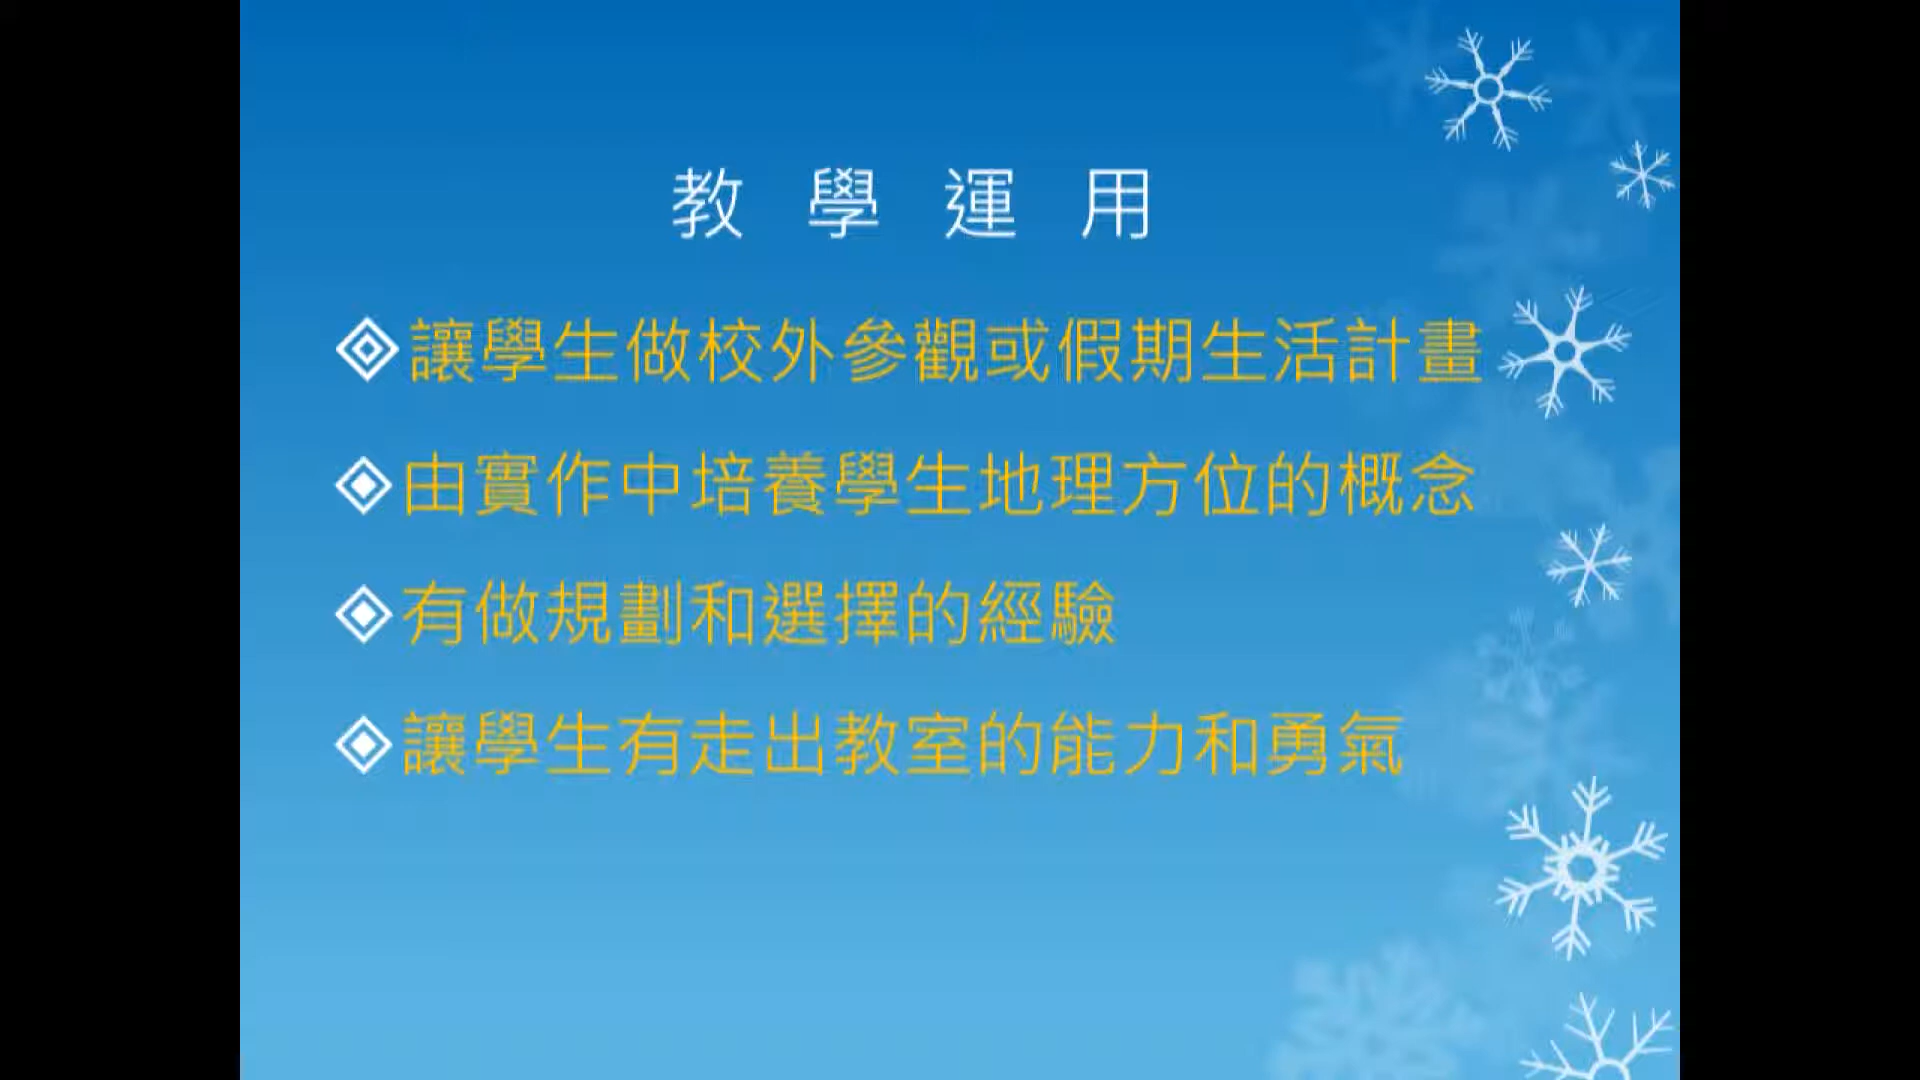 教學運用
讓學生做校外參觀或假期生活計畫
由實作中培養學生地理方位的概念
有做規劃和選擇的經驗
讓學生有走出教室的能力和勇氣